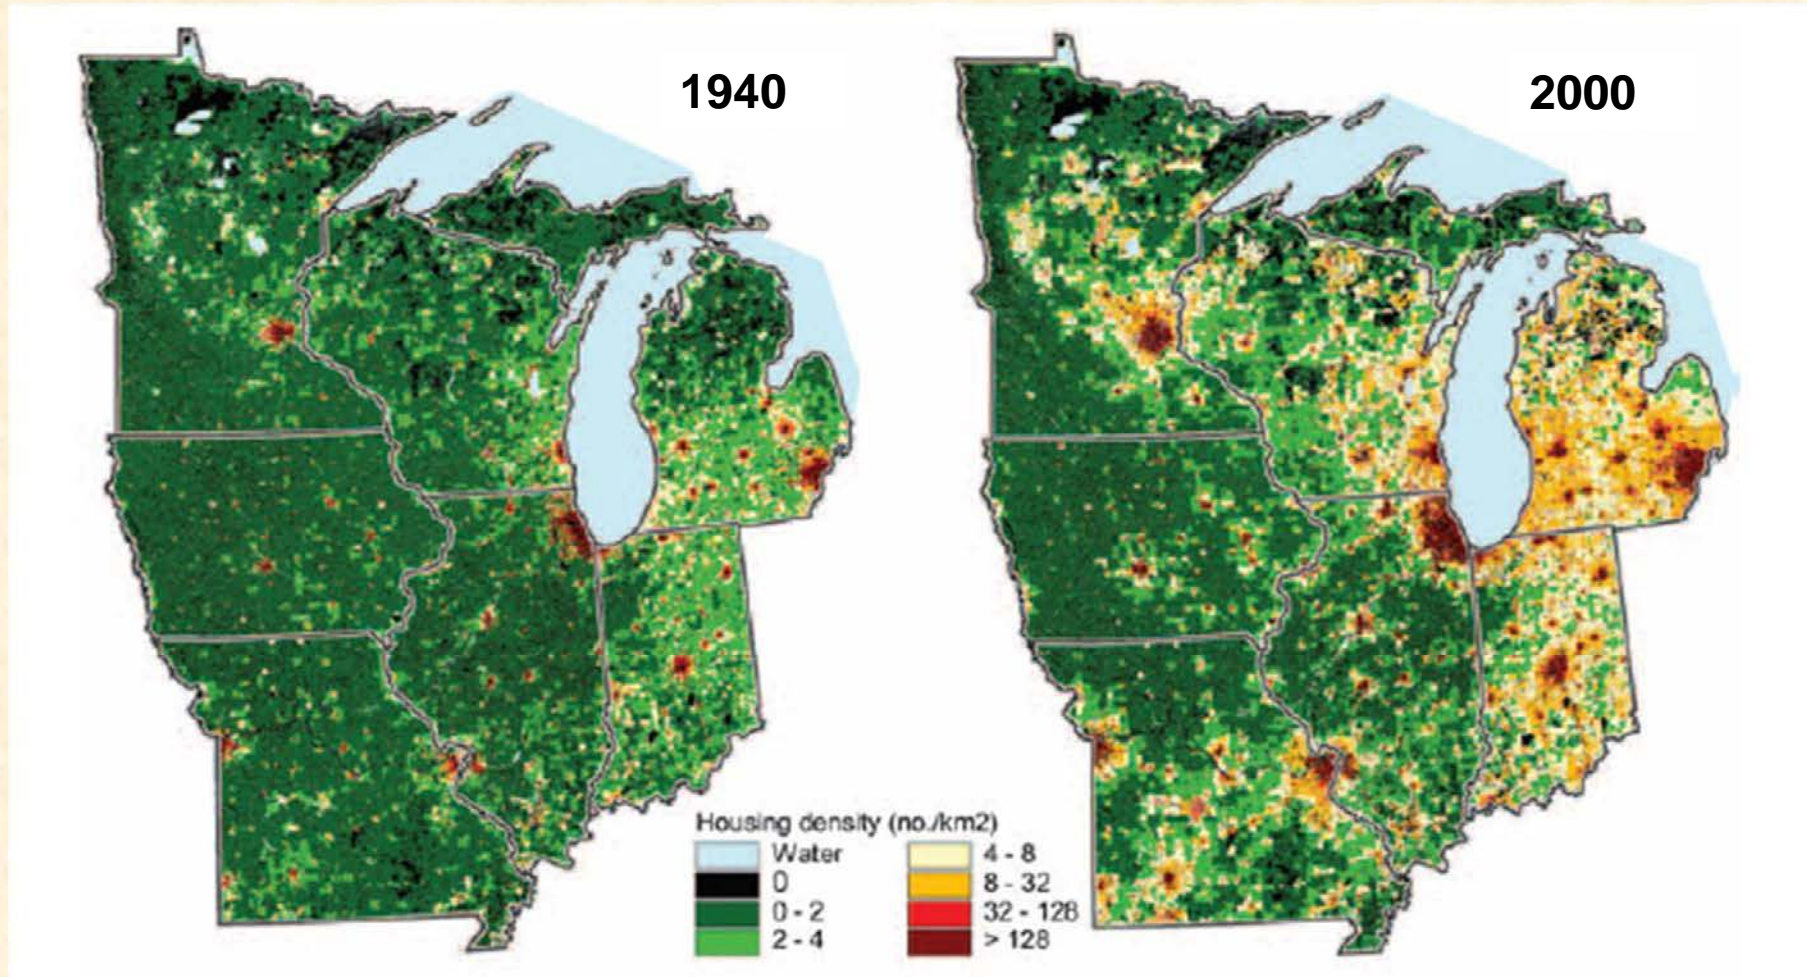 1940
2000
Housing density (no./km2)
Water
0
0 - 2
2 - 4
4 - 8
8 - 32
32 - 128
> 128